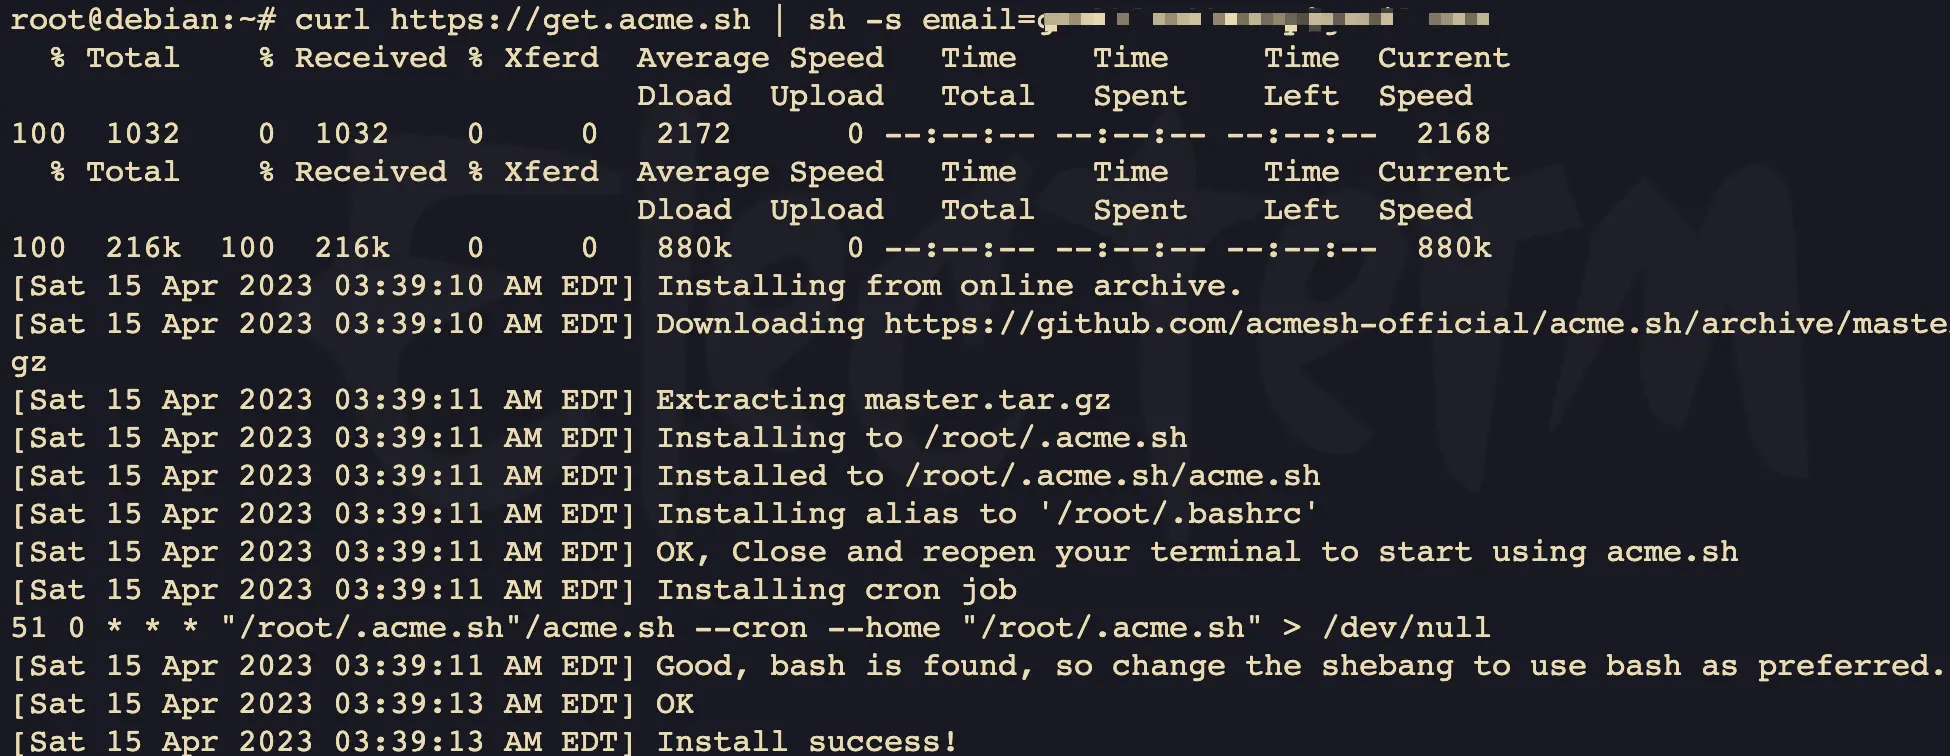 root@debian:~# curl https://get.acme.sh | sh -s email=
% Total % Received % Xferd Average Speed Time Time Time Current
Dload Upload Total Spent Left Speed
100 1032 0 1032 0 0 2172 0 --:--:-- --:--:-- --:--:-- 2168
% Total % Received % Xferd Average Speed Time Time Time Current
Dload Upload Total Spent Left Speed
100 216k 100 216k 0 0 880k 0 --:--:-- --:--:-- --:--:-- 880k
[Sat 15 Apr 2023 03:39:10 AM EDT] Installing from online archive.
[Sat 15 Apr 2023 03:39:10 AM EDT] Downloading https://github.com/acmesh-official/acme.sh/archive/maste
gz
[Sat 15 Apr 2023 03:39:11 AM EDT] Extracting master.tar.gz
[Sat 15 Apr 2023 03:39:11 AM EDT] Installing to /root/.acme.sh
[Sat 15 Apr 2023 03:39:11 AM EDT] Installed to /root/.acme.sh/acme.sh
[Sat 15 Apr 2023 03:39:11 AM EDT] Installing alias to '/root/.bashrc'
[Sat 15 Apr 2023 03:39:11 AM EDT] OK, Close and reopen your terminal to start using acme.sh
[Sat 15 Apr 2023 03:39:11 AM EDT] Installing cron job
51 0 * * * "/root/.acme.sh"/acme.sh --cron --home "/root/.acme.sh" > /dev/null
[Sat 15 Apr 2023 03:39:11 AM EDT] Good, bash is found, so change the shebang to use bash as preferred.
[Sat 15 Apr 2023 03:39:13 AM EDT] OK
[Sat 15 Apr 2023 03:39:13 AM EDT] Install success!
Electerm